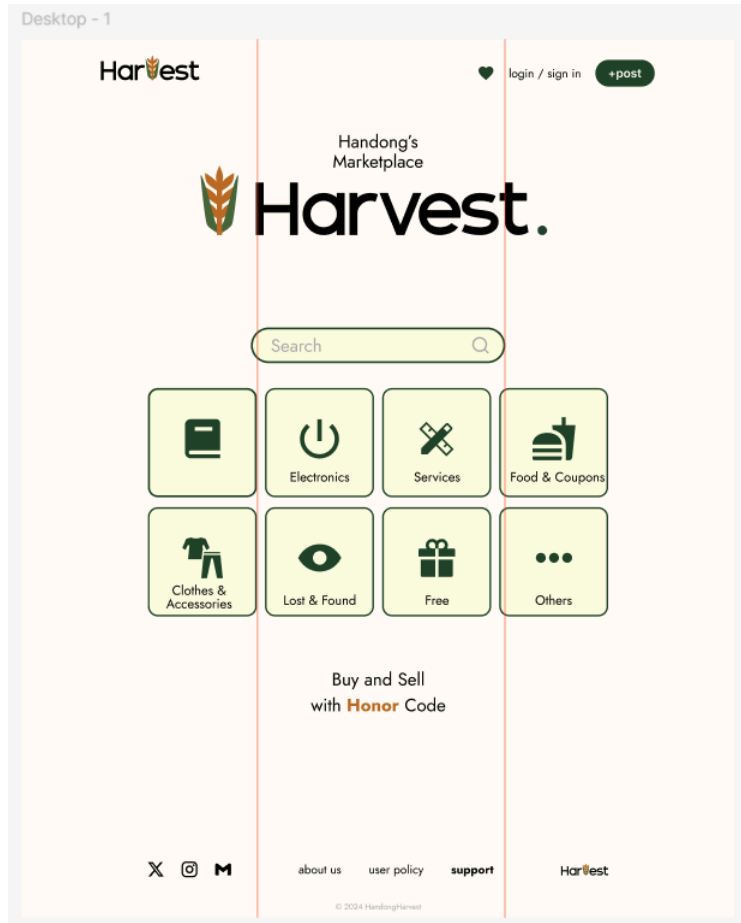 Desktop - 1
Harvest
login / sign in
+post
Handong's
Marketplace
Harvest.
Search
Electronics
Services
Food & Coupons
Clothes &
Accessories
Lost & Found
Free
Others
Buy and Sell
with Honor Code
about us
user policy
support
Harvest
© 2024 HandongHarvest